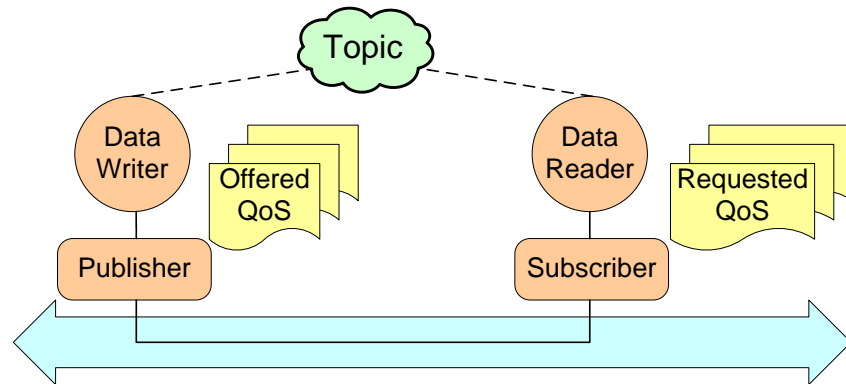 Topic
Data
Writer
Offered
QoS
Data
Reader
Requested
QoS
Publisher
Subscriber